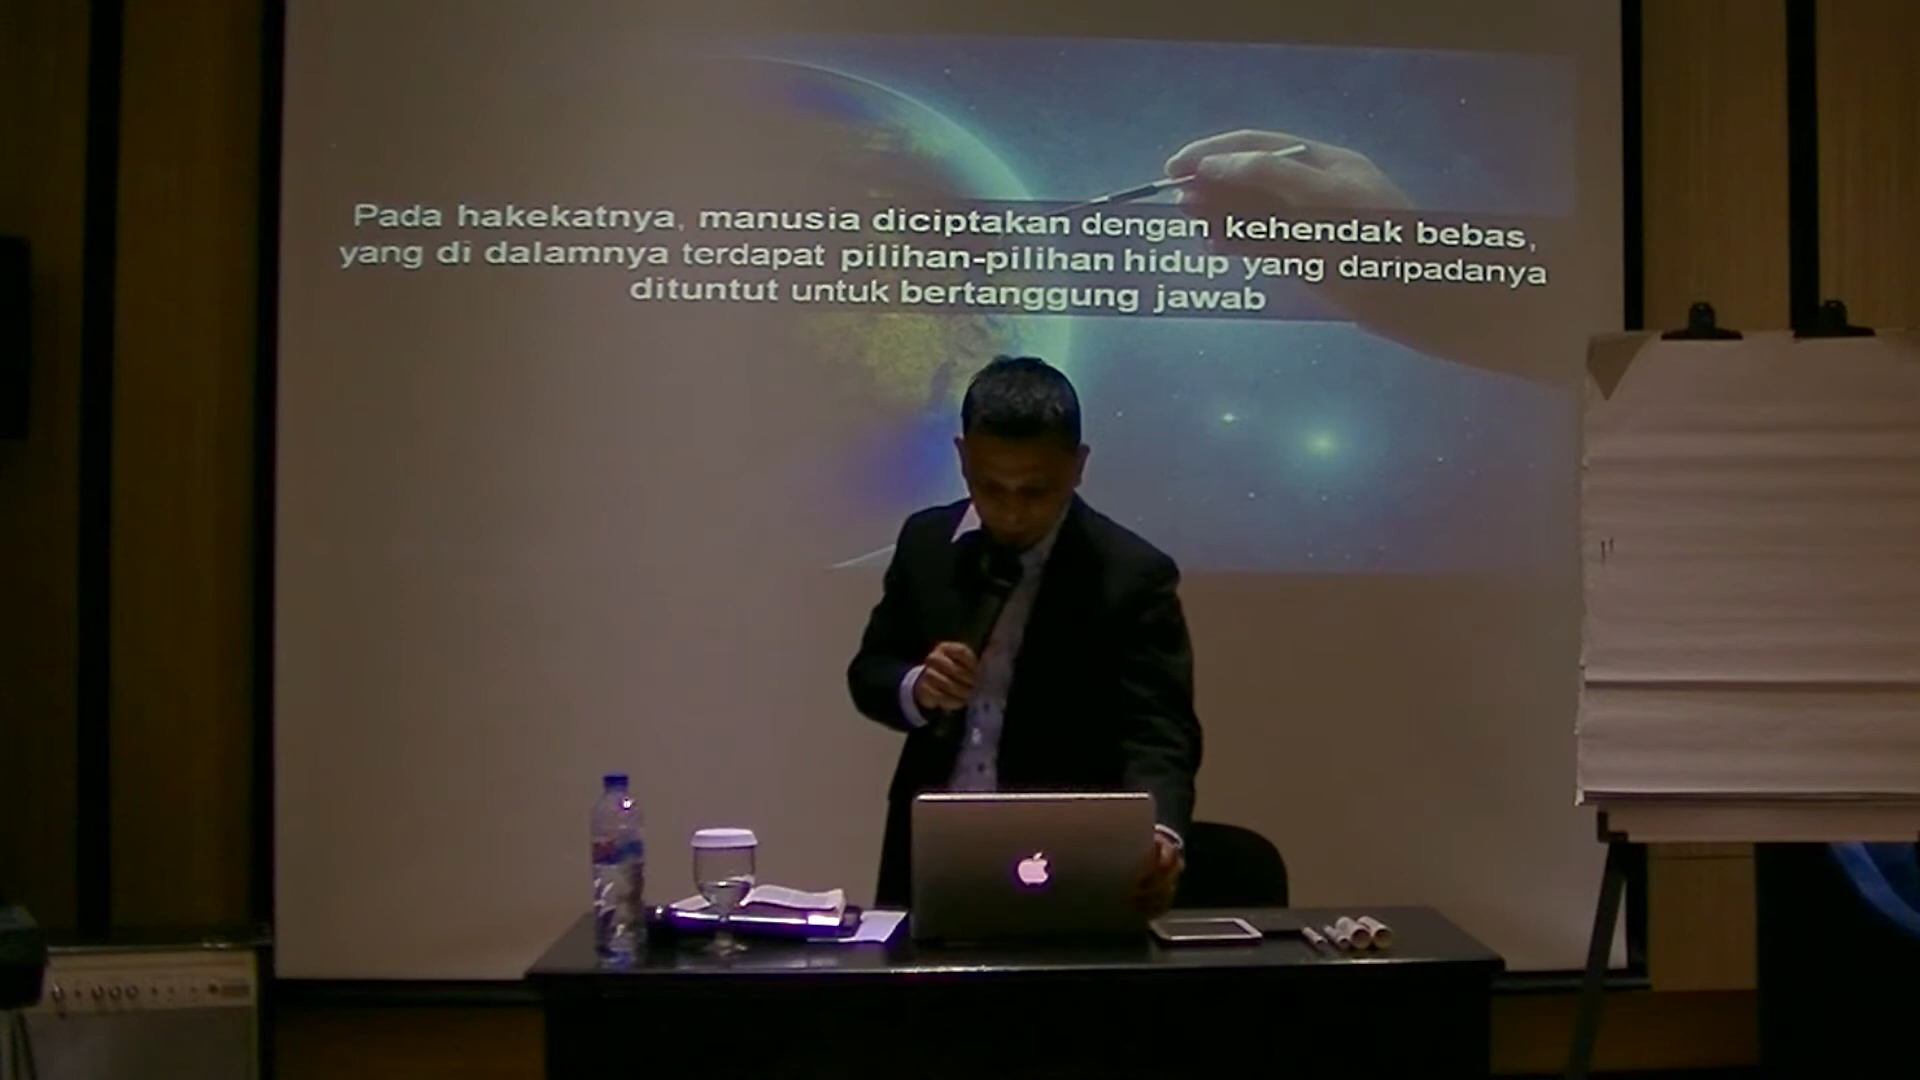 Pada hakekatnya, manusia diciptakan dengan kehendak bebas,
yang di dalamnya terdapat pilihan-pilihan hidup yang daripadanya
dituntut untuk bertanggung jawab